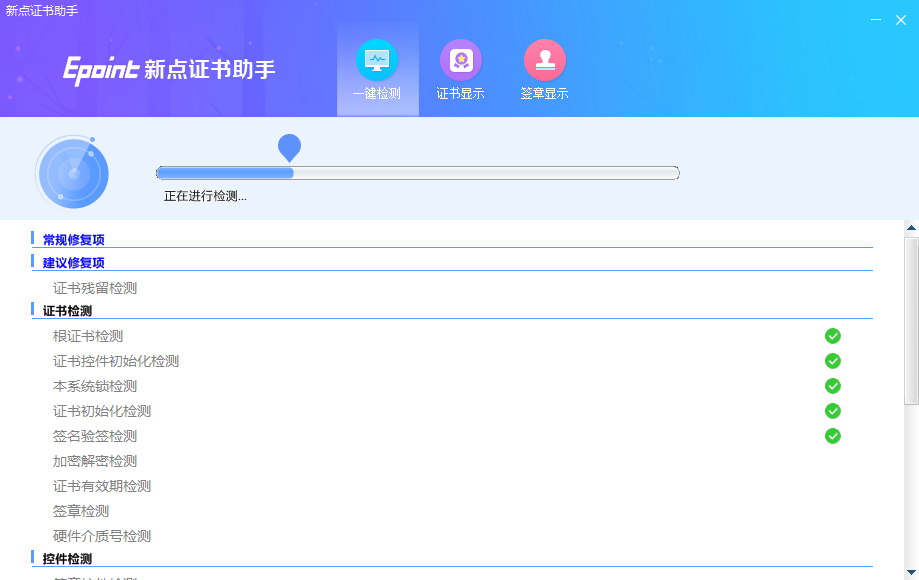 新点证书助手
Epoint 新点证书助手
一键检测
证书显示
签章显示
正在进行检测...
常规修复项
建议修复项
证书残留检测
证书检测
根证书检测
证书控件初始化检测
本系统锁检测
证书初始化检测
签名验签检测
加密解密检测
证书有效期检测
签章检测
硬件介质号检测
控件检测